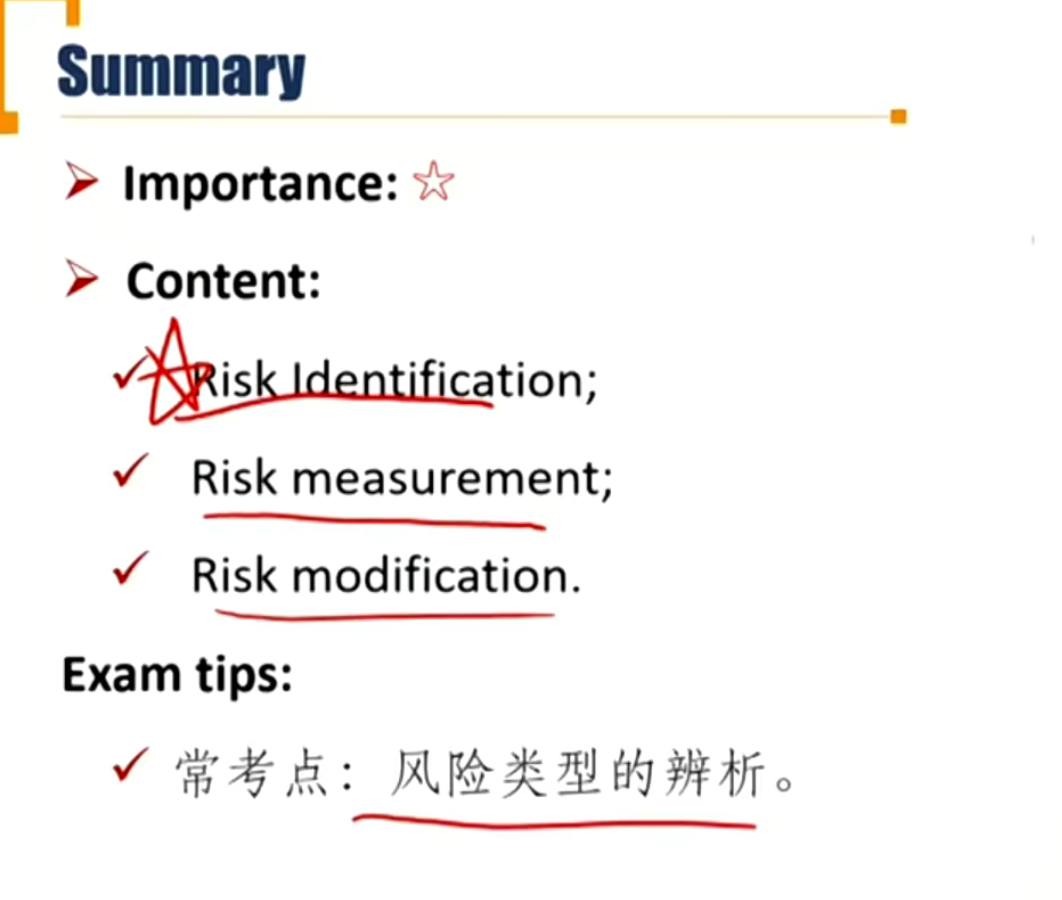 Summary
Importance: ☆
Content:
Risk Identification;
Risk measurement;
Risk modification.
Exam tips:
常考点：风险类型的辨析。